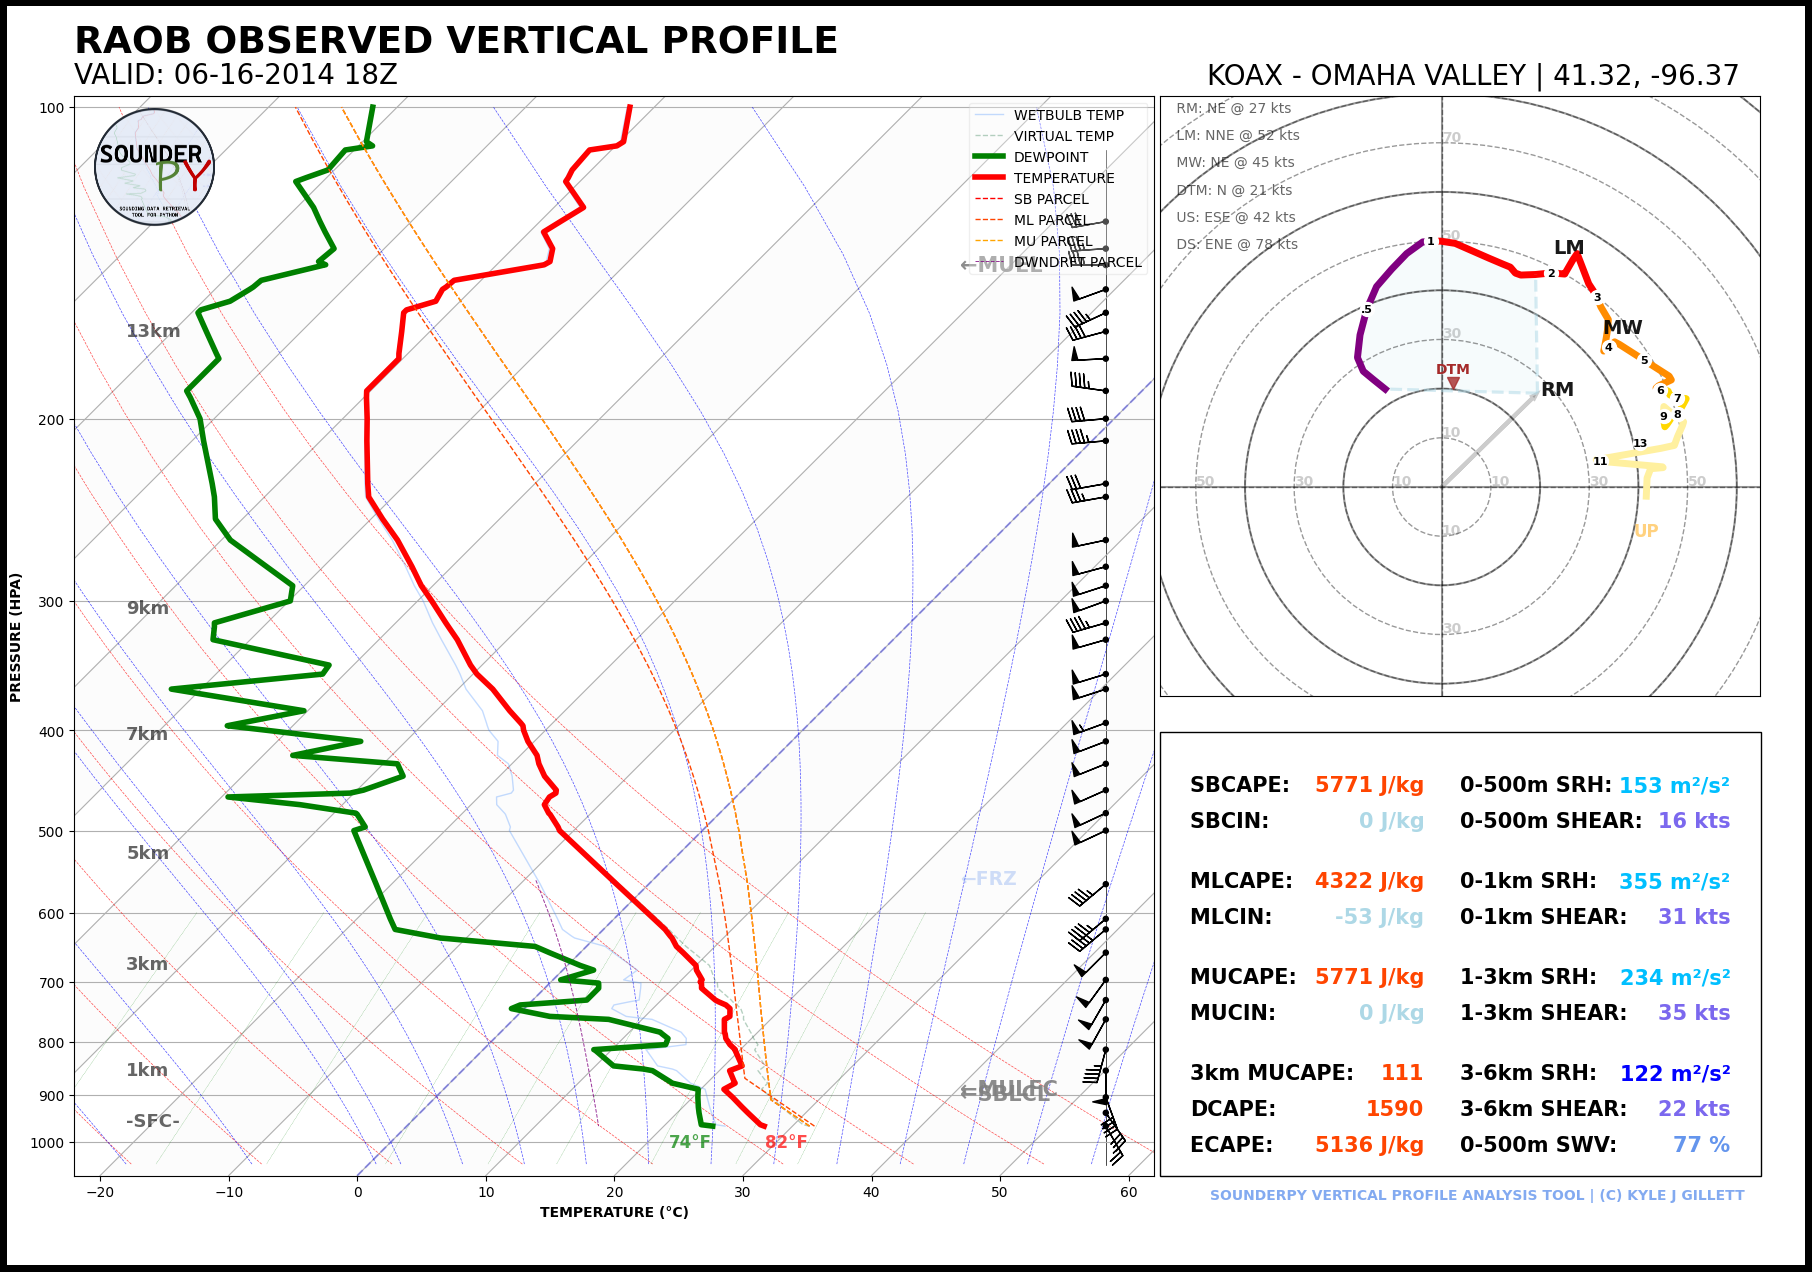 RAOB OBSERVED VERTICAL PROFILE
VALID: 06-16-2014 18Z
KOAX - OMAHA VALLEY | 41.32, -96.37
SOUNDER
PY
SOUNDING DATA RETRIEVAL
TOOL FOR PYTHON
WETBULB TEMP
VIRTUAL TEMP
DEWPOINT
TEMPERATURE
SB PARCEL
ML PARCEL
MU PARCEL
DWNDRFT PARCEL
←MUEL
13km
9km
7km
5km
3km
1km
-SFC-
←FRZ
←MULFC
←SBLCL
74°F
82°F
PRESSURE (HPA)
100
200
300
400
500
600
700
800
900
1000
−20 −10 0 10 20 30 40 50 60
TEMPERATURE (°C)
RM: NE @ 27 kts
LM: NNE @ 52 kts
MW: NE @ 45 kts
DTM: N @ 21 kts
US: ESE @ 42 kts
DS: ENE @ 78 kts
70
50
30
10
50 30 10 10 30 50
10
30
.5
1
2
3
4
5
6
7
8
9
11
13
LM
MW
RM
DTM
UP
SBCAPE: 5771 J/kg 0-500m SRH: 153 m²/s²
SBCIN: 0 J/kg 0-500m SHEAR: 16 kts
MLCAPE: 4322 J/kg 0-1km SRH: 355 m²/s²
MLCIN: -53 J/kg 0-1km SHEAR: 31 kts
MUCAPE: 5771 J/kg 1-3km SRH: 234 m²/s²
MUCIN: 0 J/kg 1-3km SHEAR: 35 kts
3km MUCAPE: 111 3-6km SRH: 122 m²/s²
DCAPE: 1590 3-6km SHEAR: 22 kts
ECAPE: 5136 J/kg 0-500m SWV: 77 %
SOUNDERPY VERTICAL PROFILE ANALYSIS TOOL | (C) KYLE J GILLETT